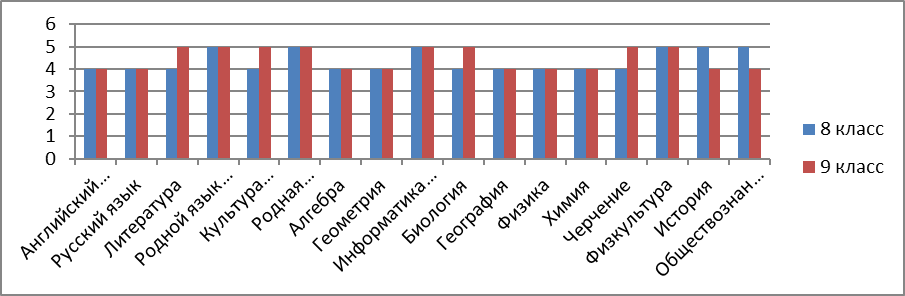 6
5
4
3
2
1
0
Английский...
Русский язык
Литература
Родной язык...
Культура...
Родная...
Алгебра
Геометрия
Информатика...
Биология
География
Физика
Химия
Черчение
Физкультура
История
Обществознан...
8 класс
9 класс